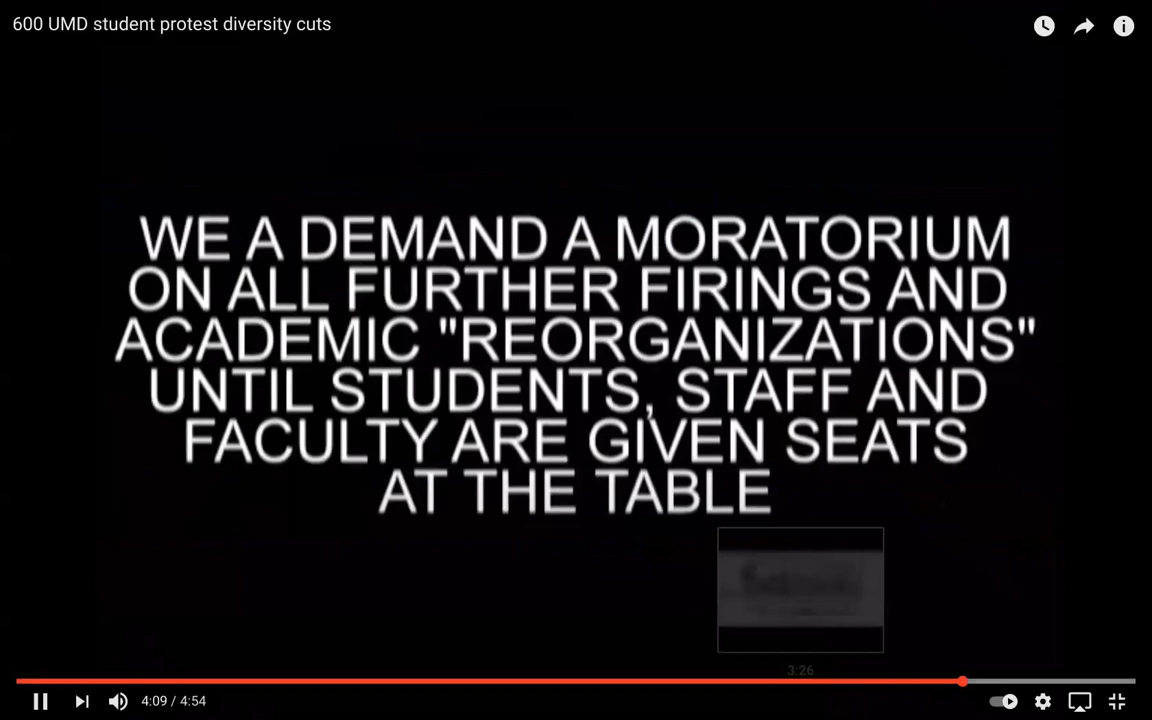 600 UMD student protest diversity cuts
WE A DEMAND A MORATORIUM
ON ALL FURTHER FIRINGS AND
ACADEMIC "REORGANIZATIONS"
UNTIL STUDENTS, STAFF AND
FACULTY ARE GIVEN SEATS
AT THE TABLE
3:26
4:09 / 4:54